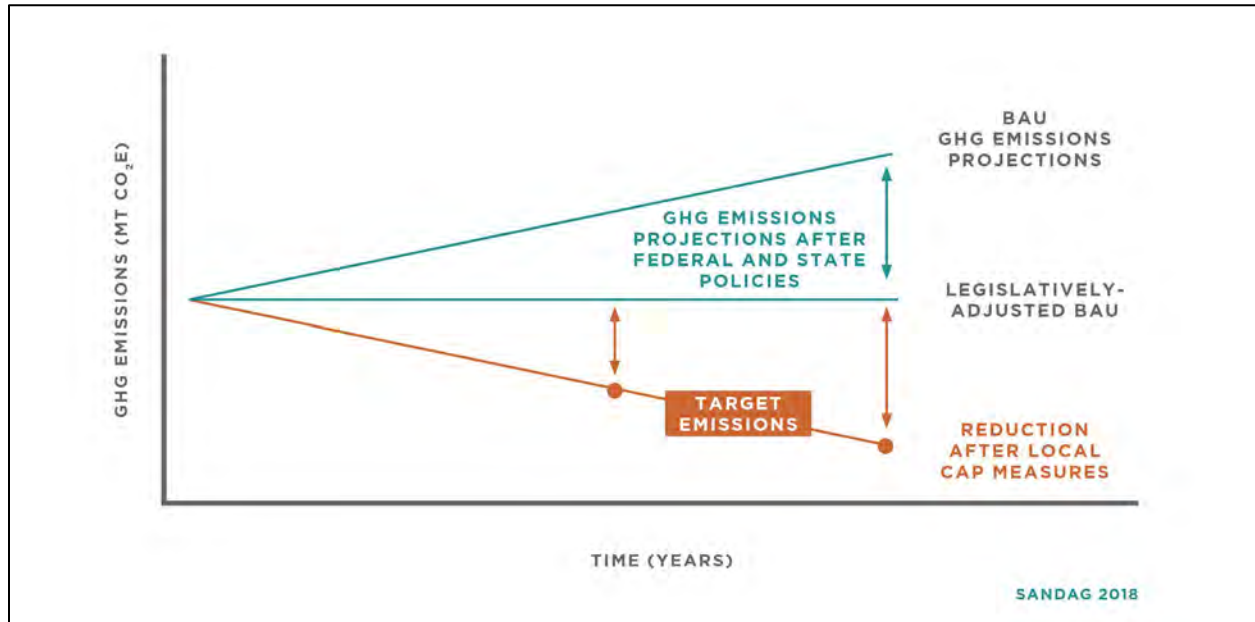 GHG EMISSIONS (MT CO₂E)
BAU
GHG EMISSIONS
PROJECTIONS
GHG EMISSIONS
PROJECTIONS AFTER
FEDERAL AND STATE
POLICIES
LEGISLATIVELY-
ADJUSTED BAU
TARGET
EMISSIONS
REDUCTION
AFTER LOCAL
CAP MEASURES
TIME (YEARS)
SANDAG 2018